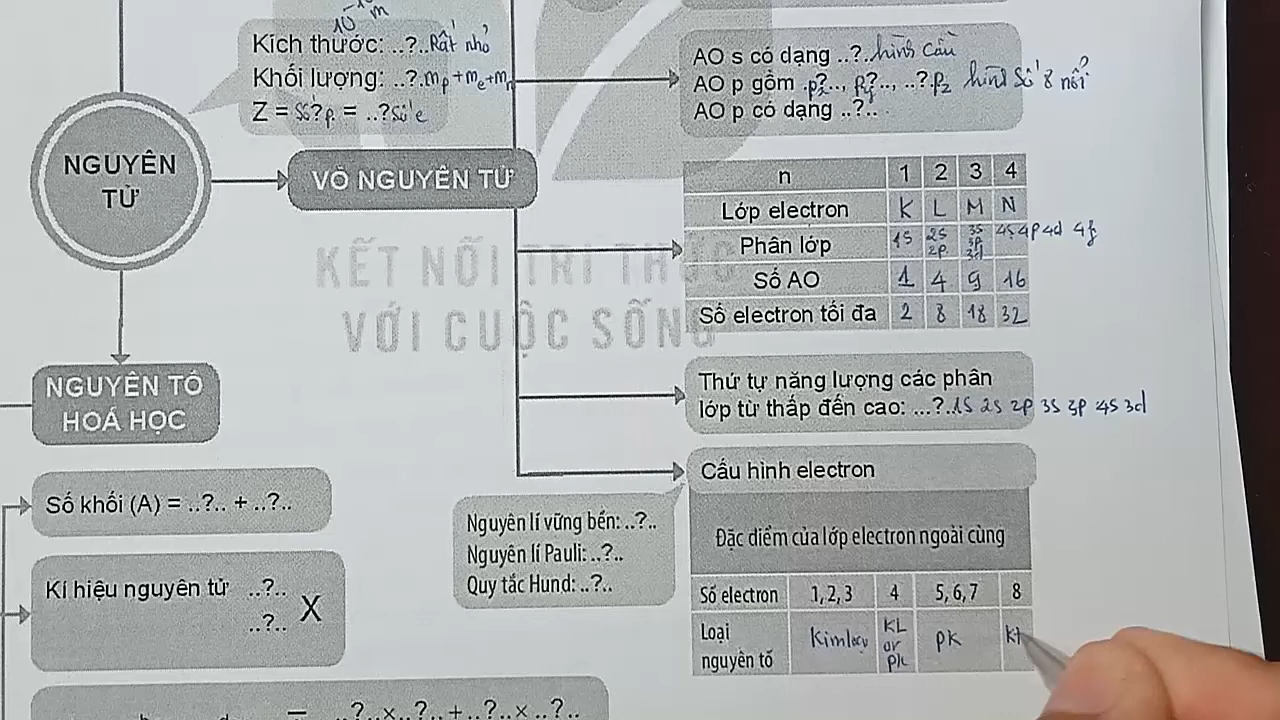 10⁻¹⁰ m
Kích thước: ..?..Rất nhỏ
Khối lượng: ..?.mp+me+mn
Z = Số?p = ..?Số e
AO s có dạng ..?..hình cầu
AO p gồm .p?.., p?.., ..?.pz hình số 8 nổi
AO p có dạng ..?..
NGUYÊN
TỬ
VỎ NGUYÊN TỬ
n 1 2 3 4
Lớp electron K L M N
Phân lớp 1s 2s 2p 3s 3p 3d 4s 4p 4d 4f
Số AO 1 4 9 16
Số electron tối đa 2 8 18 32
KẾT NỐI TRI THỨC
VỚI CUỘC SỐNG
Thứ tự năng lượng các phân
lớp từ thấp đến cao: ...?..1s 2s 2p 3s 3p 4s 3d
NGUYÊN TỐ
HOÁ HỌC
Cấu hình electron
Nguyên lí vững bền: ..?..
Nguyên lí Pauli: ..?..
Quy tắc Hund: ..?..
Đặc điểm của lớp electron ngoài cùng
Số electron 1, 2, 3 4 5, 6, 7 8
Loại
nguyên tố Kim loại KL or pk pk kh
Số khối (A) = ..?.. + ..?..
Kí hiệu nguyên tử ..?..
..?.. X
= ..?..×..?..+..?..×..?..